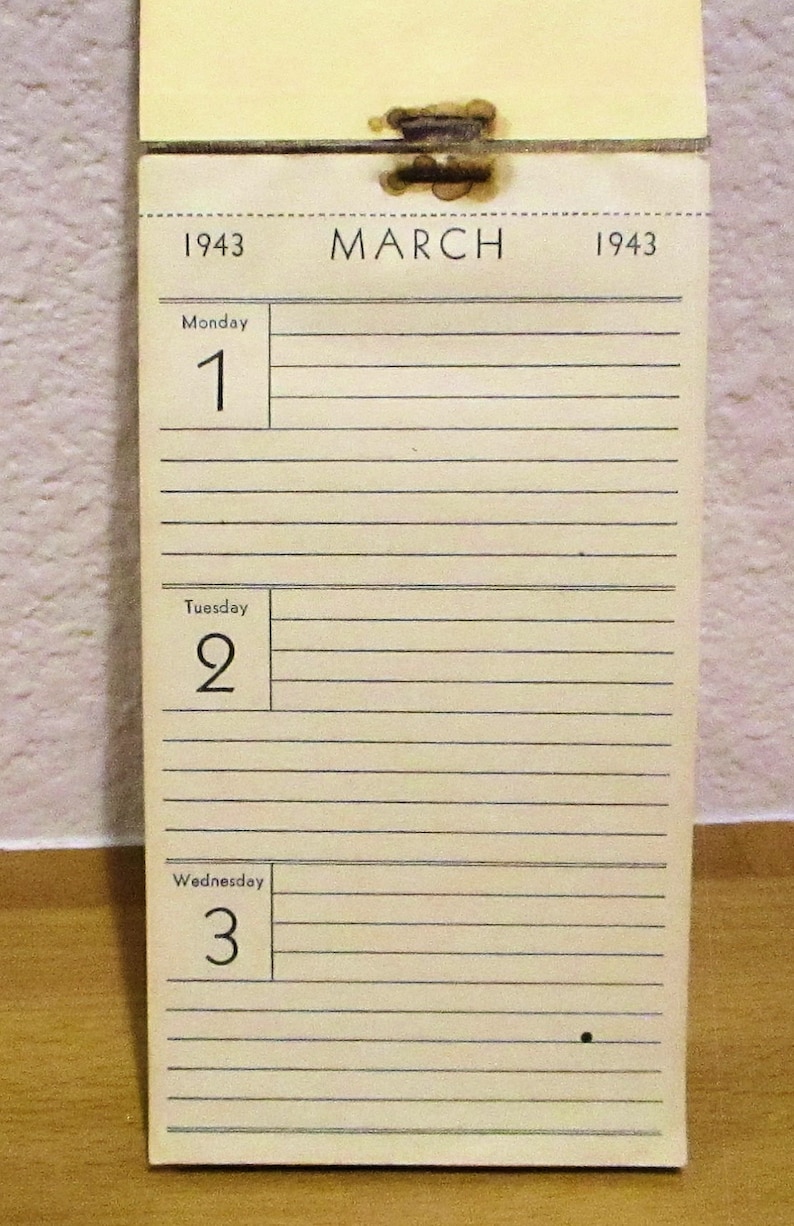 1943 MARCH 1943
Monday
1
Tuesday
2
Wednesday
3